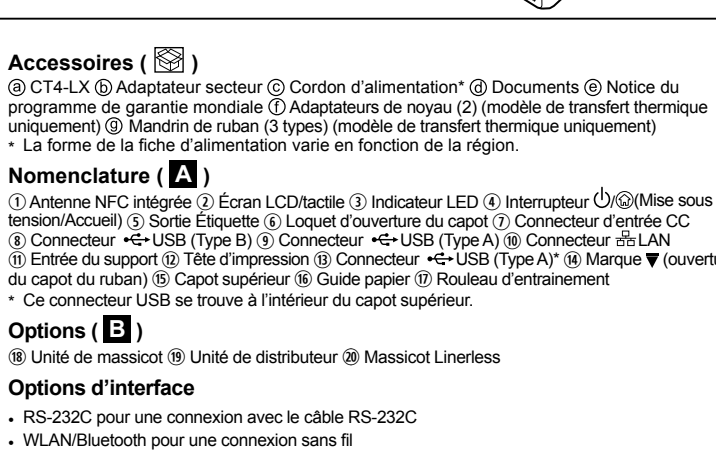 Accessoires ( )
ⓐ CT4-LX ⓑ Adaptateur secteur ⓒ Cordon d'alimentation* ⓓ Documents ⓔ Notice du
programme de garantie mondiale ⓕ Adaptateurs de noyau (2) (modèle de transfert thermique
uniquement) ⓖ Mandrin de ruban (3 types) (modèle de transfert thermique uniquement)
* La forme de la fiche d'alimentation varie en fonction de la région.
Nomenclature ( A )
① Antenne NFC intégrée ② Écran LCD/tactile ③ Indicateur LED ④ Interrupteur ⏻/(Mise sous
tension/Accueil) ⑤ Sortie Étiquette ⑥ Loquet d'ouverture du capot ⑦ Connecteur d'entrée CC
⑧ Connecteur USB (Type B) ⑨ Connecteur USB (Type A) ⑩ Connecteur LAN
⑪ Entrée du support ⑫ Tête d'impression ⑬ Connecteur USB (Type A)* ⑭ Marque ▼ (ouvertu
du capot du ruban) ⑮ Capot supérieur ⑯ Guide papier ⑰ Rouleau d'entrainement
* Ce connecteur USB se trouve à l'intérieur du capot supérieur.
Options ( B )
⑱ Unité de massicot ⑲ Unité de distributeur ⑳ Massicot Linerless
Options d'interface
• RS-232C pour une connexion avec le câble RS-232C
• WLAN/Bluetooth pour une connexion sans fil